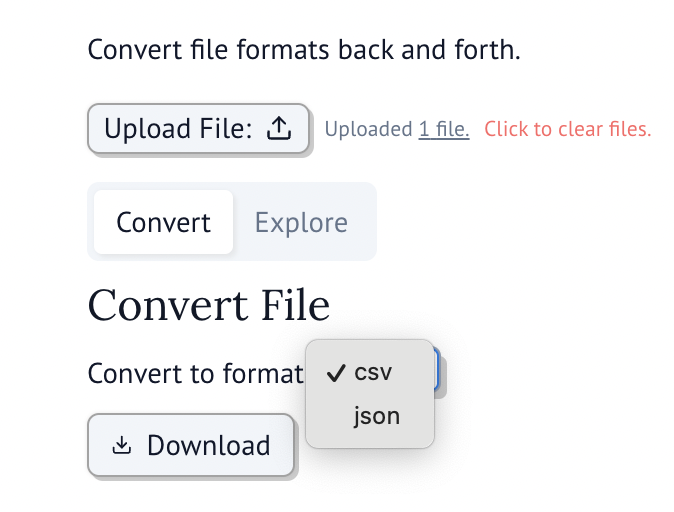 Convert file formats back and forth.
Upload File: Uploaded 1 file. Click to clear files.
Convert Explore
Convert File
Convert to format
csv
json
Download